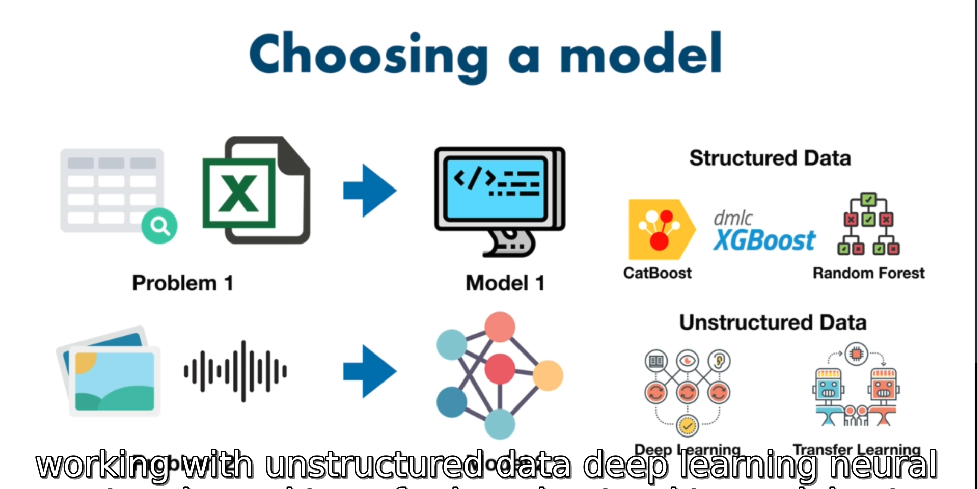 Choosing a model
Structured Data
X
</>
dmlc
XGBoost
CatBoost
Random Forest
Problem 1
Model 1
Unstructured Data
Deep Learning
Transfer Learning
working with unstructured data deep learning neural